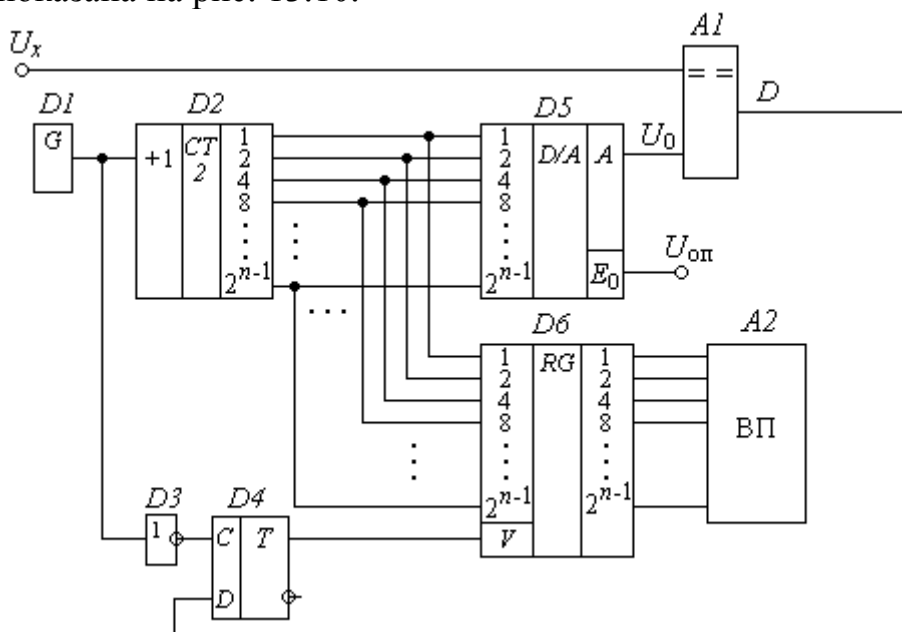 показана на рис. 13.10.
A1
U_x
= =
D
D1
D2
D5
G
+1
CT
2
1
2
4
8
2^{n-1}
1
2
4
8
2^{n-1}
D/A
A
E_0
U_0
U_{оп}
D6
A2
1
2
4
8
2^{n-1}
V
RG
1
2
4
8
2^{n-1}
ВП
D3
D4
1
C
T
D